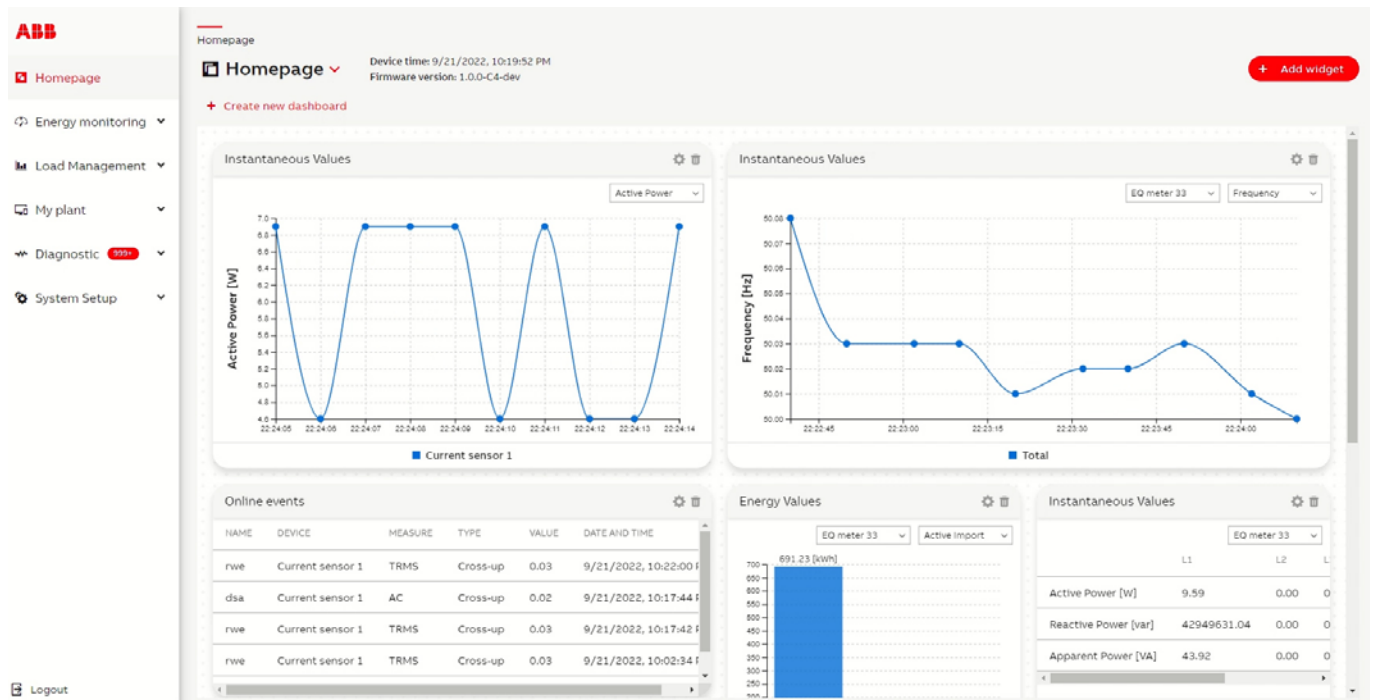 ABB
Homepage
Energy monitoring
Load Management
My plant
Diagnostic 999+
System Setup
Logout
Homepage
Homepage
Device time: 9/21/2022, 10:19:52 PM
Firmware version: 1.0.0-C4-dev
+ Add widget
+ Create new dashboard
Instantaneous Values
Active Power
Active Power [W]
7.0
6.8
6.6
6.4
6.2
6.0
5.8
5.6
5.4
5.2
5.0
4.8
4.6
22:24:05 22:24:06 22:24:07 22:24:08 22:24:09 22:24:10 22:24:11 22:24:12 22:24:13 22:24:14
Current sensor 1
Instantaneous Values
EQ meter 33 Frequency
Frequency [Hz]
50.08
50.07
50.06
50.05
50.04
50.03
50.02
50.01
50.00
22:22:45 22:23:00 22:23:15 22:23:30 22:23:45 22:24:00
Total
Online events
NAME DEVICE MEASURE TYPE VALUE DATE AND TIME
rwe Current sensor 1 TRMS Cross-up 0.03 9/21/2022, 10:22:00
dsa Current sensor 1 AC Cross-up 0.02 9/21/2022, 10:17:44
rwe Current sensor 1 TRMS Cross-up 0.03 9/21/2022, 10:17:42
rwe Current sensor 1 TRMS Cross-up 0.03 9/21/2022, 10:02:34
Energy Values
EQ meter 33 Active Import
691.23 [kWh]
700
650
600
550
500
450
400
350
300
250
Instantaneous Values
EQ meter 33
L1 L2
Active Power [W] 9.59 0.00 0
Reactive Power [var] 42949631.04 0.00 0
Apparent Power [VA] 43.92 0.00 0